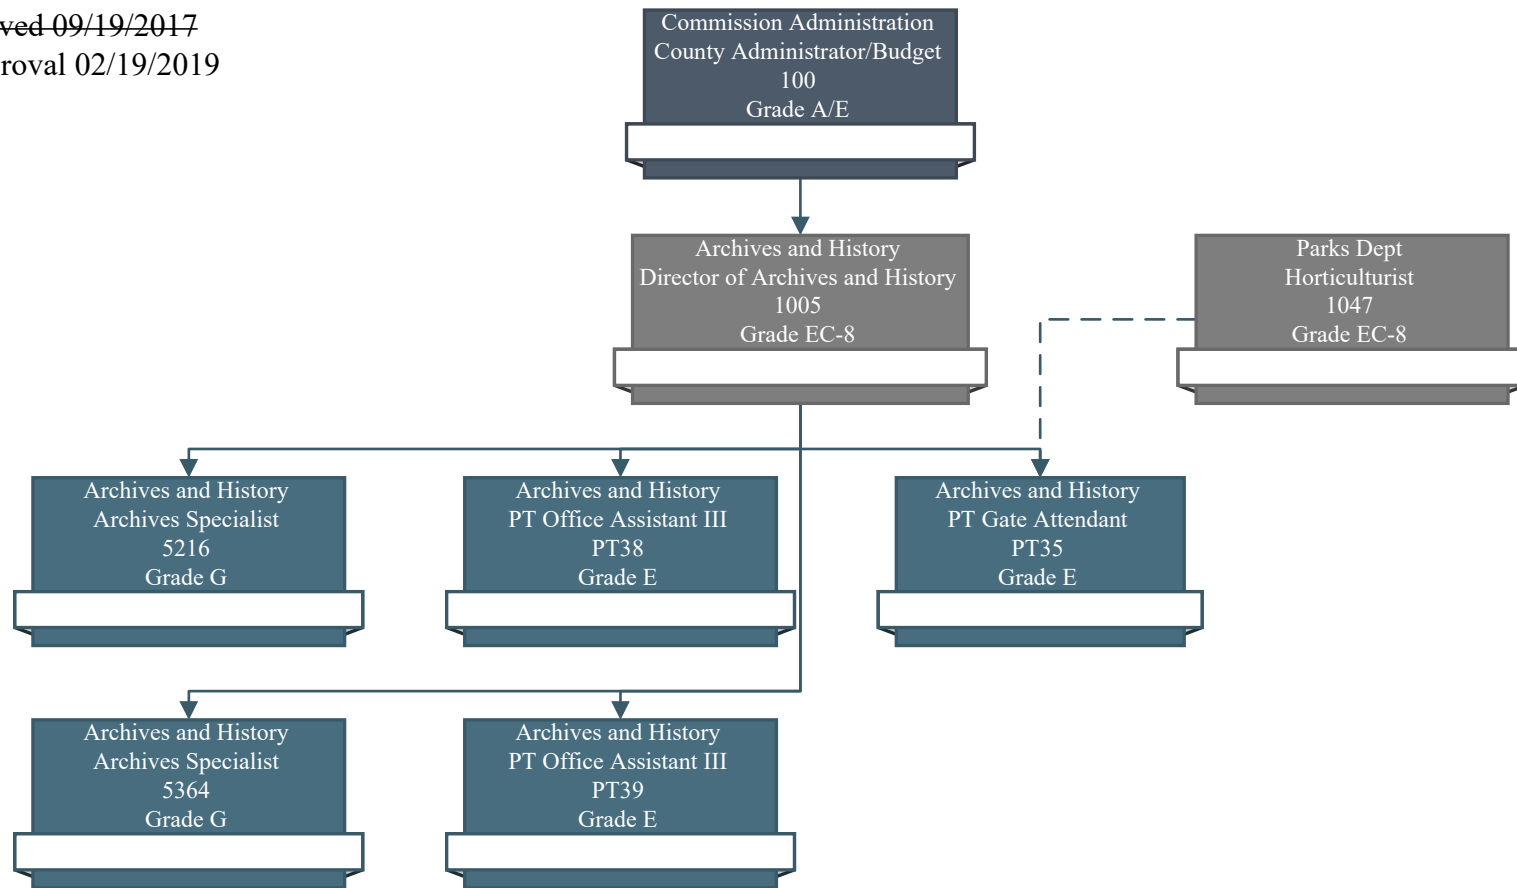 ved 09/19/2017
roval 02/19/2019
Commission Administration
County Administrator/Budget
100
Grade A/E
Archives and History
Director of Archives and History
1005
Grade EC-8
Parks Dept
Horticulturist
1047
Grade EC-8
Archives and History
Archives Specialist
5216
Grade G
Archives and History
PT Office Assistant III
PT38
Grade E
Archives and History
PT Gate Attendant
PT35
Grade E
Archives and History
Archives Specialist
5364
Grade G
Archives and History
PT Office Assistant III
PT39
Grade E